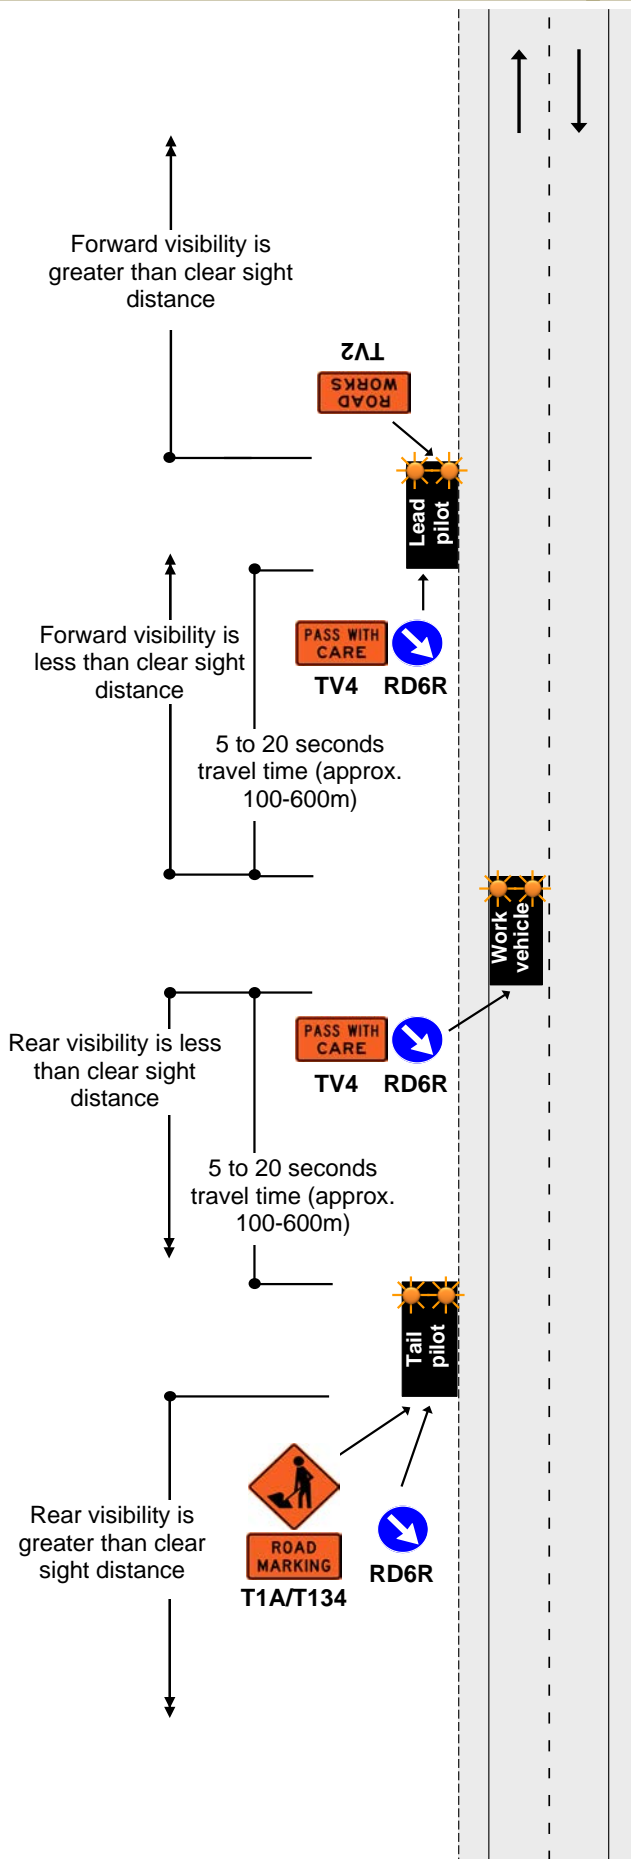 Forward visibility is
greater than clear sight
distance
TV2
ROAD
WORKS
Lead
pilot
Forward visibility is
less than clear sight
distance
PASS WITH
CARE
TV4 RD6R
5 to 20 seconds
travel time (approx.
100-600m)
Work
vehicle
Rear visibility is less
than clear sight
distance
PASS WITH
CARE
TV4 RD6R
5 to 20 seconds
travel time (approx.
100-600m)
Tail
pilot
Rear visibility is
greater than clear
sight distance
ROAD
MARKING
T1A/T134
RD6R